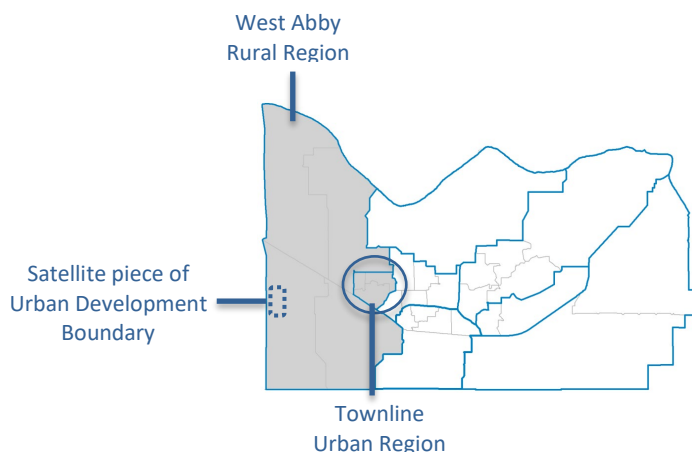 West Abby
Rural Region
Satellite piece of
Urban Development
Boundary
Townline
Urban Region